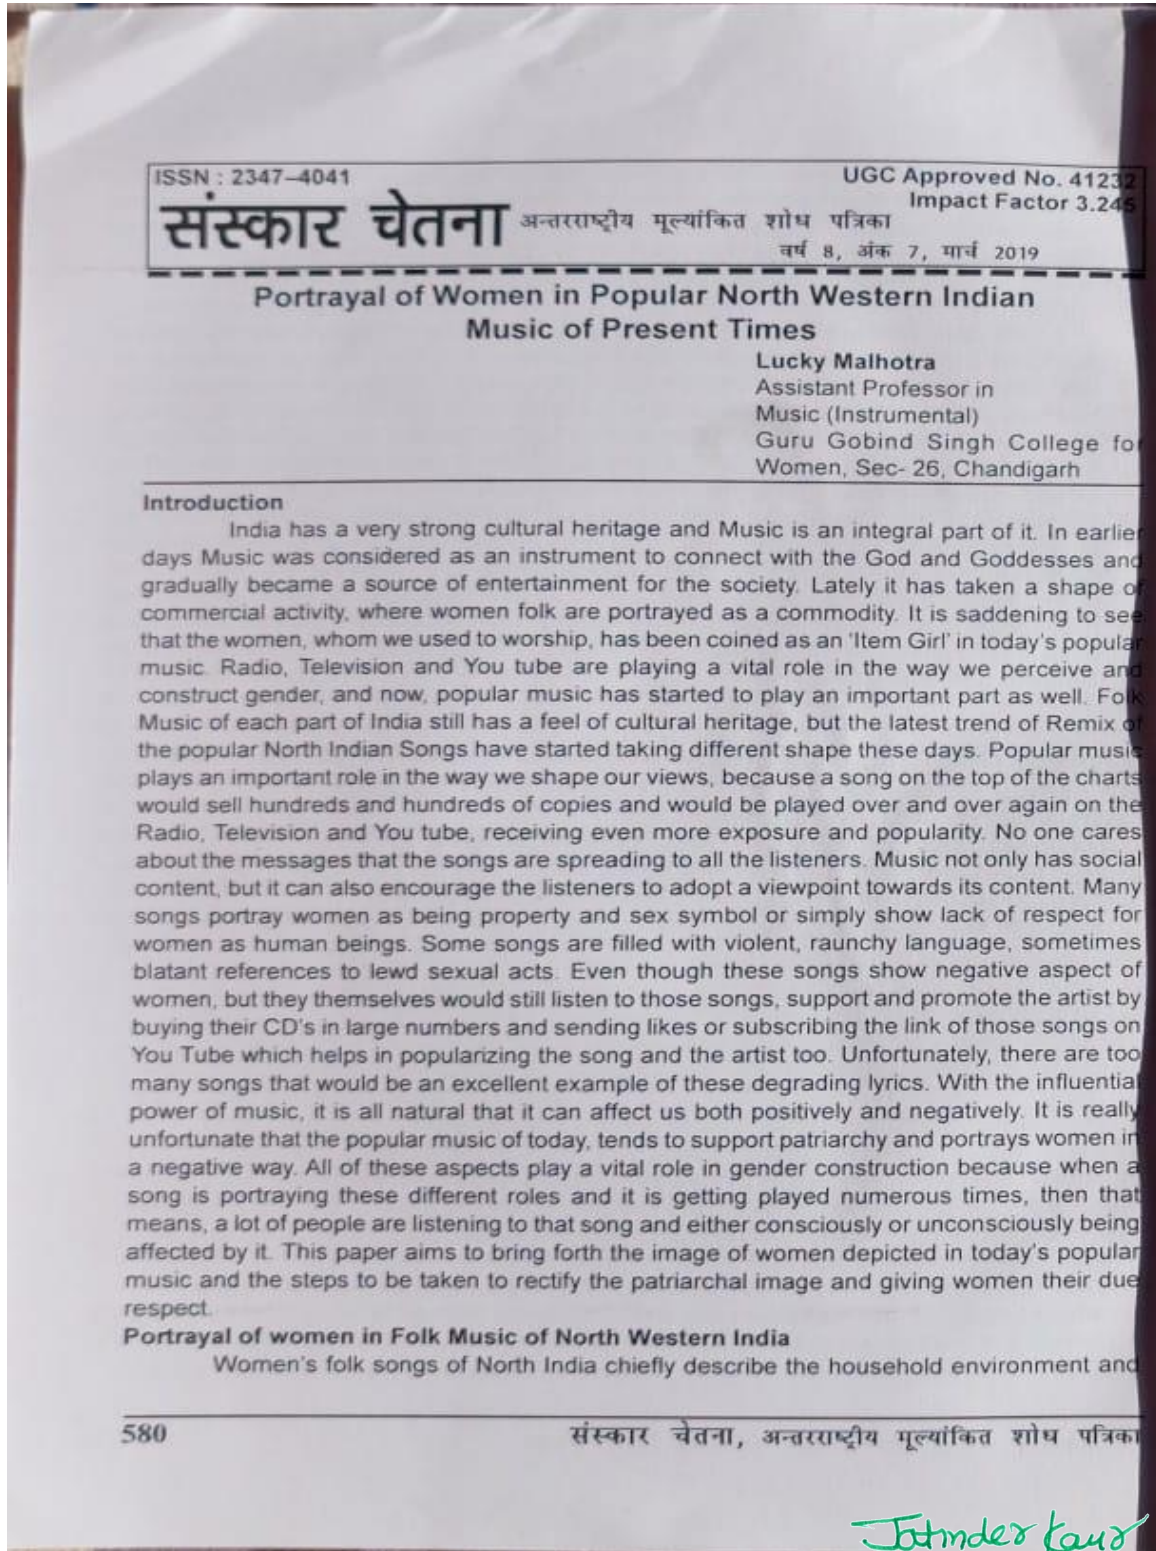 ISSN : 2347–4041
UGC Approved No. 41232
Impact Factor 3.245
संस्कार चेतना अन्तरराष्ट्रीय मूल्यांकित शोध पत्रिका
वर्ष 8, अंक 7, मार्च 2019
Portrayal of Women in Popular North Western Indian
Music of Present Times
Lucky Malhotra
Assistant Professor in
Music (Instrumental)
Guru Gobind Singh College for
Women, Sec- 26, Chandigarh
Introduction
India has a very strong cultural heritage and Music is an integral part of it. In earlier
days Music was considered as an instrument to connect with the God and Goddesses and
gradually became a source of entertainment for the society. Lately it has taken a shape of
commercial activity, where women folk are portrayed as a commodity. It is saddening to see
that the women, whom we used to worship, has been coined as an 'Item Girl' in today's popular
music. Radio, Television and You tube are playing a vital role in the way we perceive and
construct gender, and now, popular music has started to play an important part as well. Folk
Music of each part of India still has a feel of cultural heritage, but the latest trend of Remix of
the popular North Indian Songs have started taking different shape these days. Popular music
plays an important role in the way we shape our views, because a song on the top of the charts
would sell hundreds and hundreds of copies and would be played over and over again on the
Radio, Television and You tube, receiving even more exposure and popularity. No one cares
about the messages that the songs are spreading to all the listeners. Music not only has social
content, but it can also encourage the listeners to adopt a viewpoint towards its content. Many
songs portray women as being property and sex symbol or simply show lack of respect for
women as human beings. Some songs are filled with violent, raunchy language, sometimes
blatant references to lewd sexual acts. Even though these songs show negative aspect of
women, but they themselves would still listen to those songs, support and promote the artist by
buying their CD's in large numbers and sending likes or subscribing the link of those songs on
You Tube which helps in popularizing the song and the artist too. Unfortunately, there are too
many songs that would be an excellent example of these degrading lyrics. With the influential
power of music, it is all natural that it can affect us both positively and negatively. It is really
unfortunate that the popular music of today, tends to support patriarchy and portrays women in
a negative way. All of these aspects play a vital role in gender construction because when a
song is portraying these different roles and it is getting played numerous times, then that
means, a lot of people are listening to that song and either consciously or unconsciously being
affected by it. This paper aims to bring forth the image of women depicted in today's popular
music and the steps to be taken to rectify the patriarchal image and giving women their due
respect.
Portrayal of women in Folk Music of North Western India
Women's folk songs of North India chiefly describe the household environment and
580
संस्कार चेतना, अन्तरराष्ट्रीय मूल्यांकित शोध पत्रिका
Jatinder Kaur